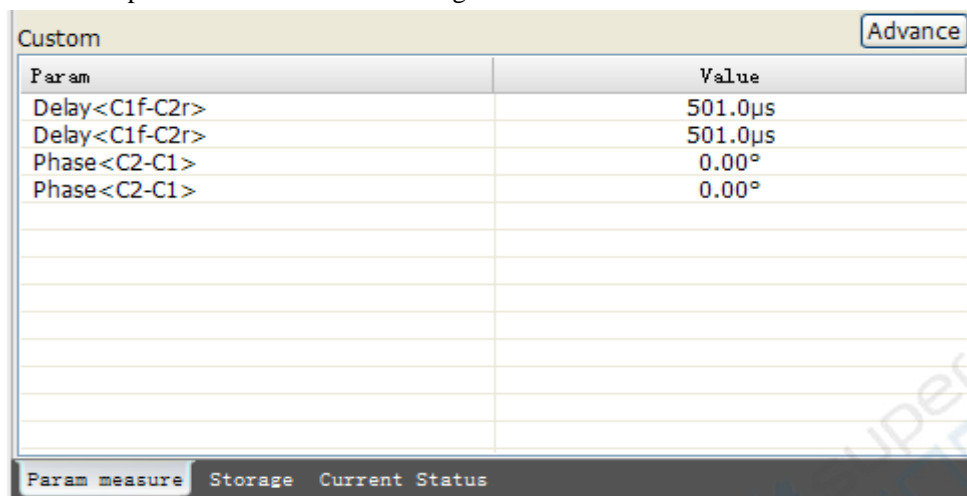 Custom Advance
Param Value
Delay<C1f-C2r> 501.0µs
Delay<C1f-C2r> 501.0µs
Phase<C2-C1> 0.00°
Phase<C2-C1> 0.00°
Param measure Storage Current Status